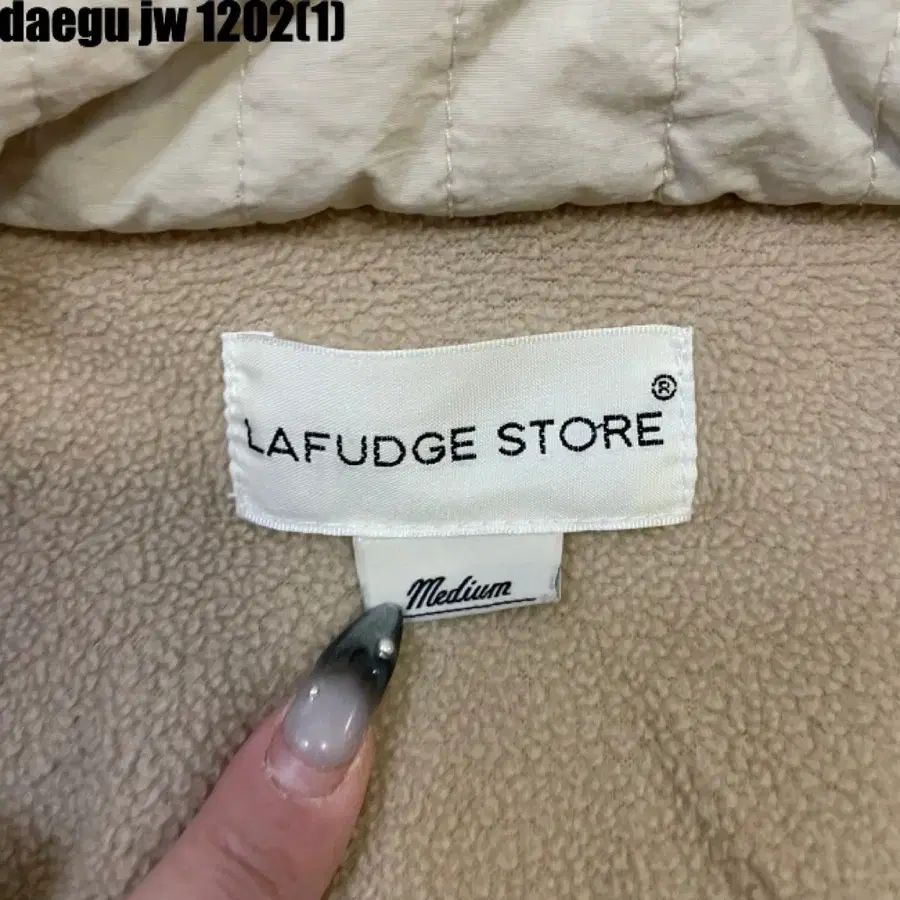 daegu jw 1202(1)
LAFUDGE STORE®
Medium